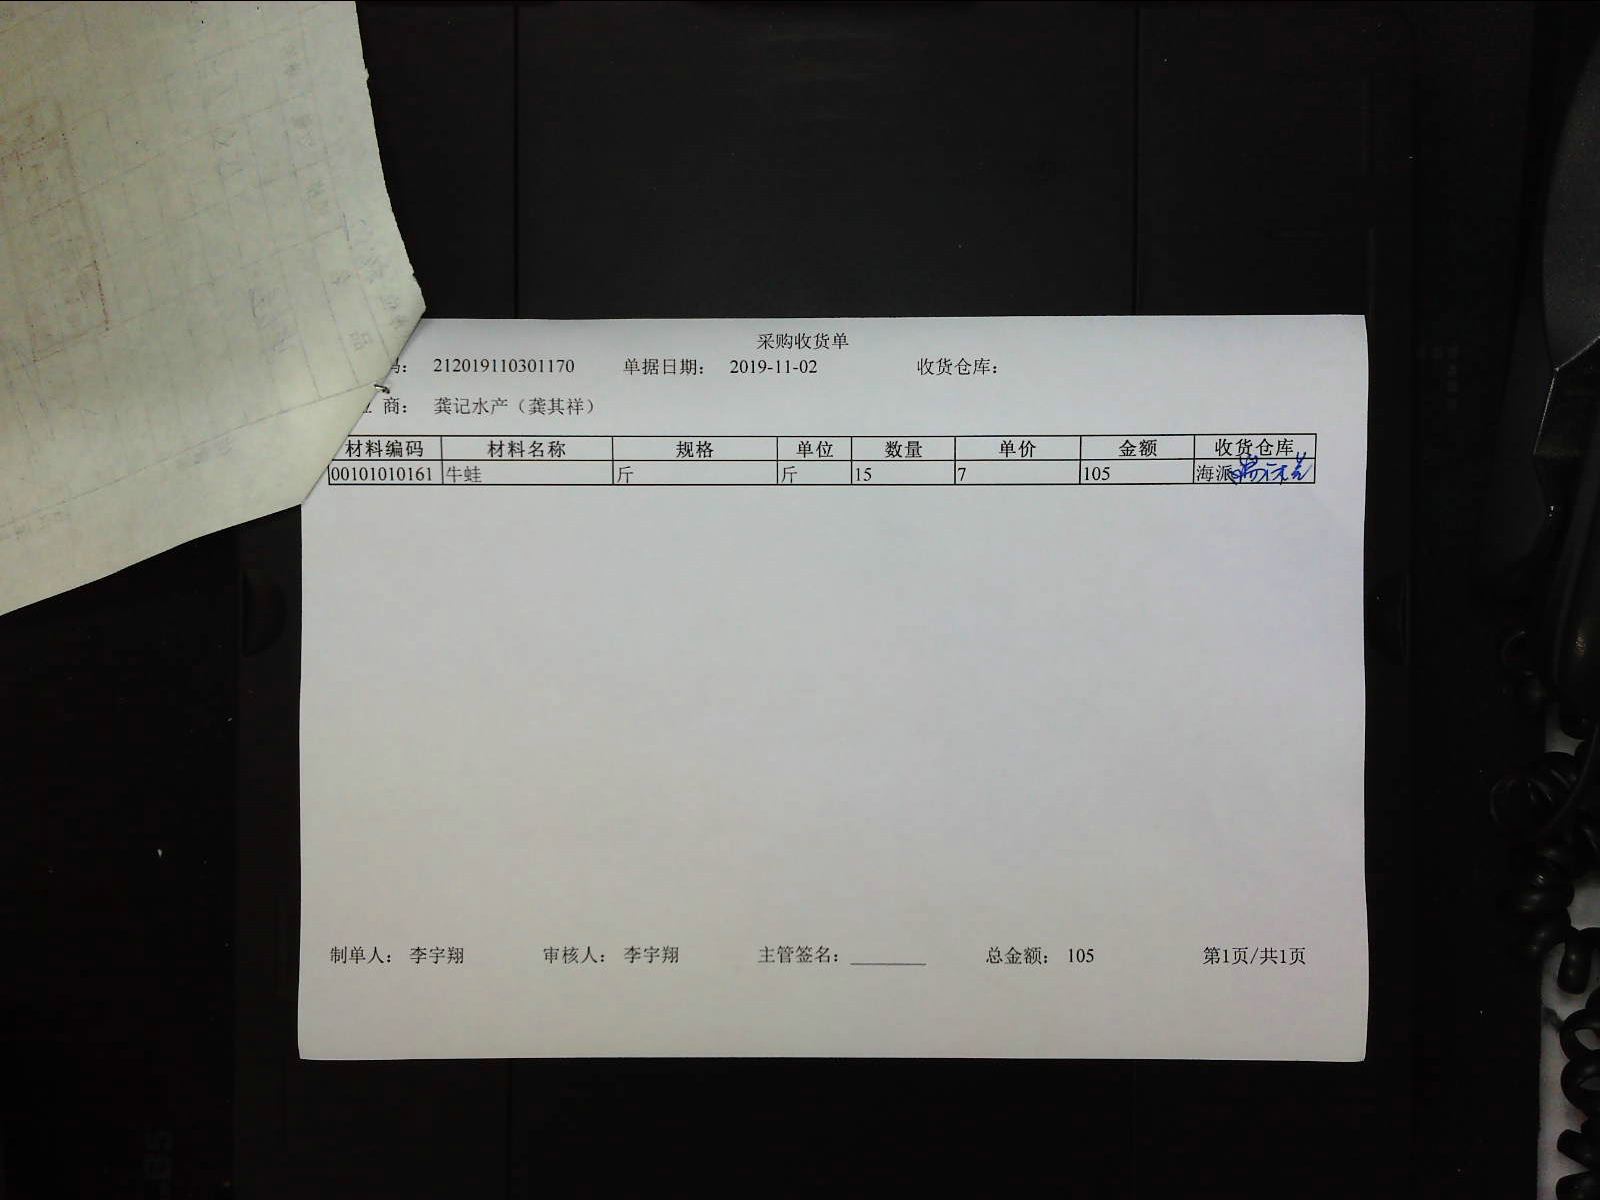 采购收货单
码： 212019110301170 单据日期： 2019-11-02 收货仓库：
商： 龚记水产（龚其祥）
材料编码 材料名称 规格 单位 数量 单价 金额 收货仓库
00101010161 牛蛙 斤 斤 15 7 105 海派
制单人： 李宇翔 审核人： 李宇翔 主管签名： 总金额： 105 第1页/共1页